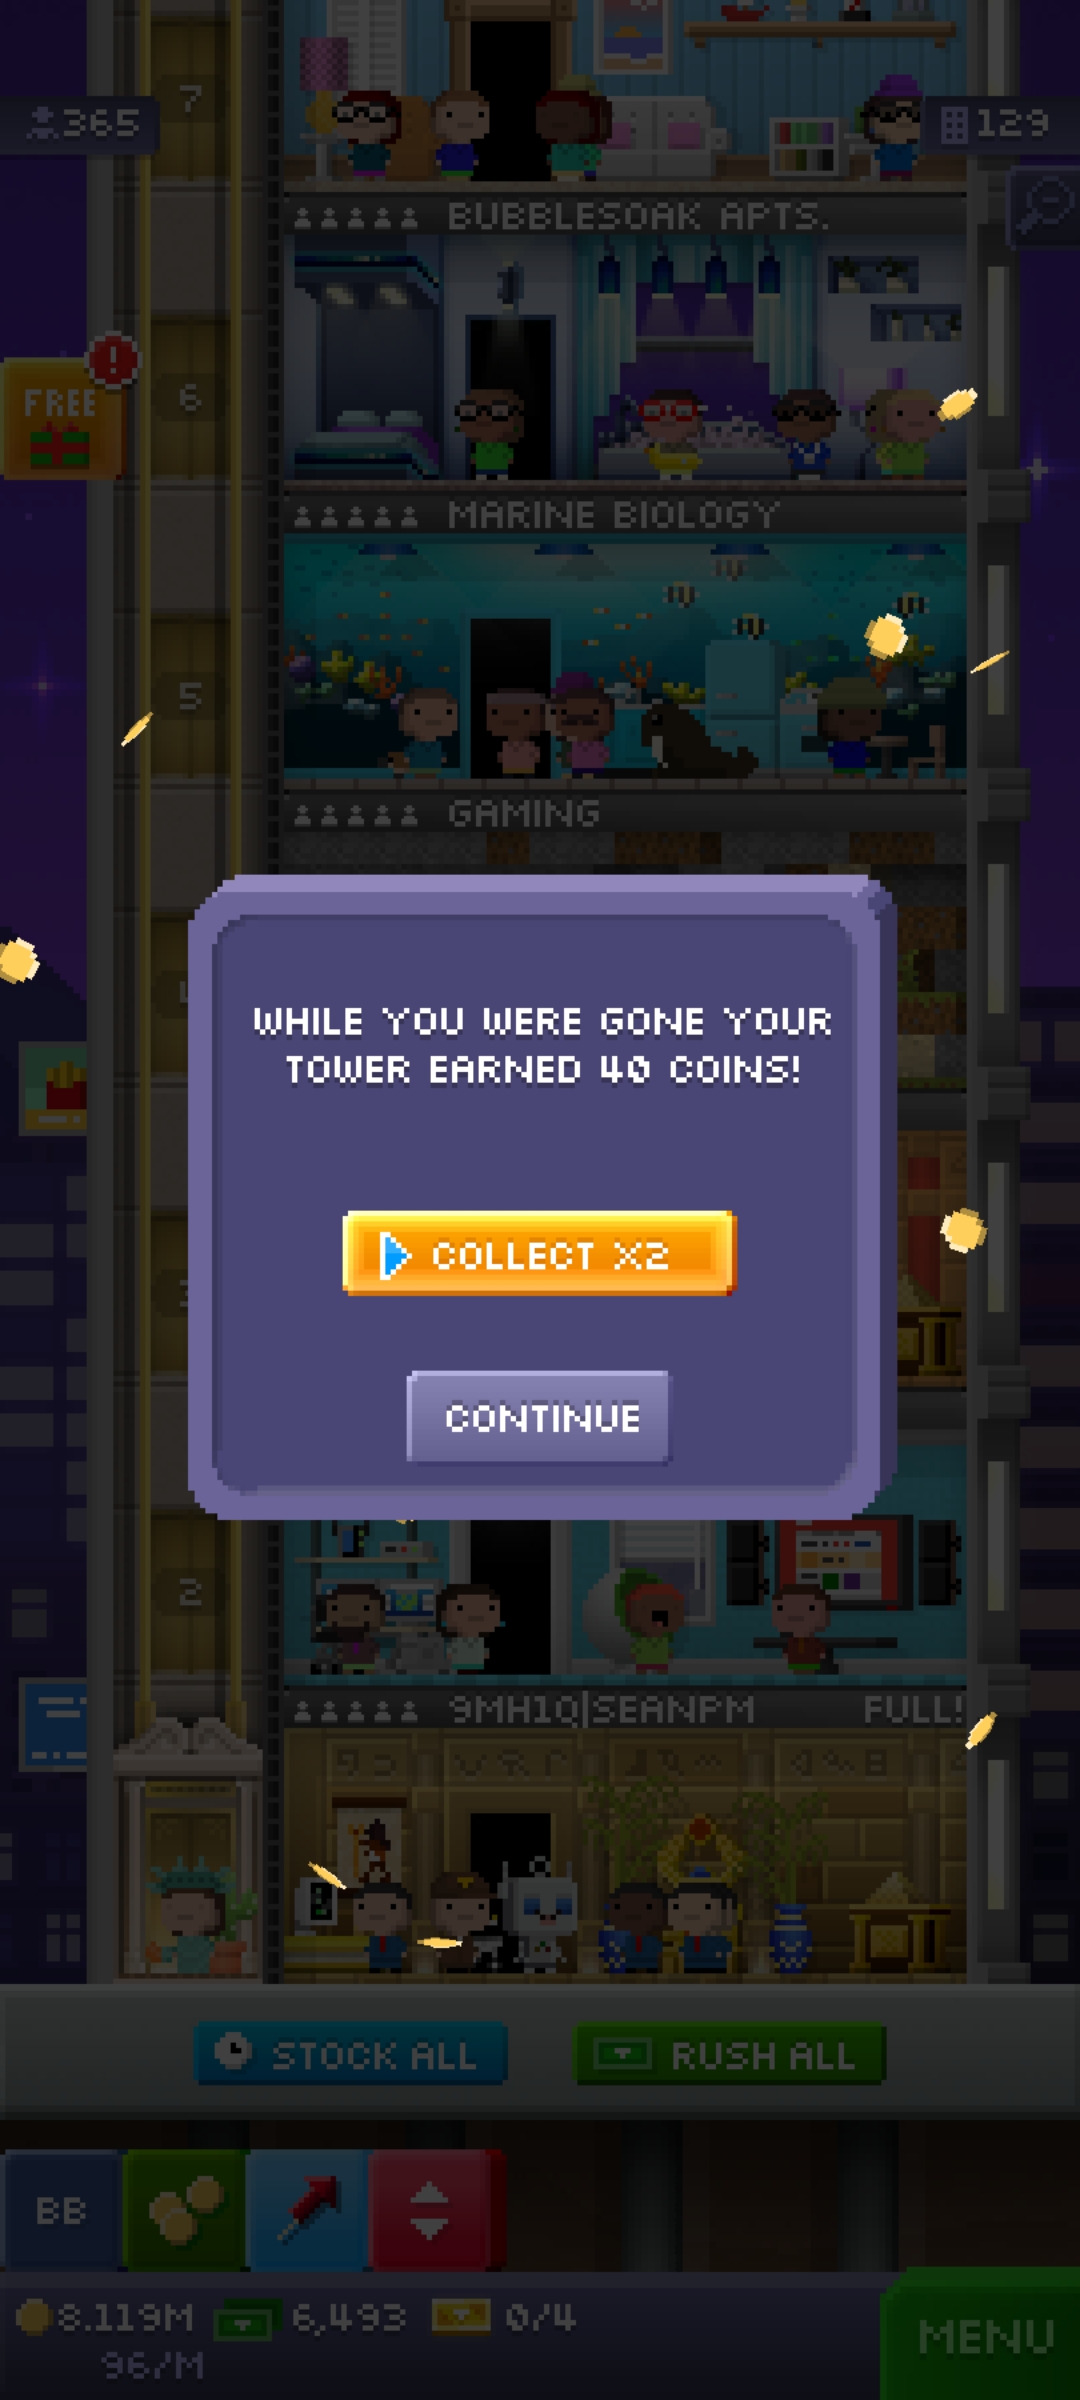 7
365
129
BUBBLESOAK APTS.
FREE
!
6
MARINE BIOLOGY
5
GAMING
WHILE YOU WERE GONE YOUR
TOWER EARNED 40 COINS!
COLLECT X2
CONTINUE
2
9MH1Q|SEANPM FULL!
STOCK ALL
RUSH ALL
BB
8.119M 6,493 0/4
96/M
MENU